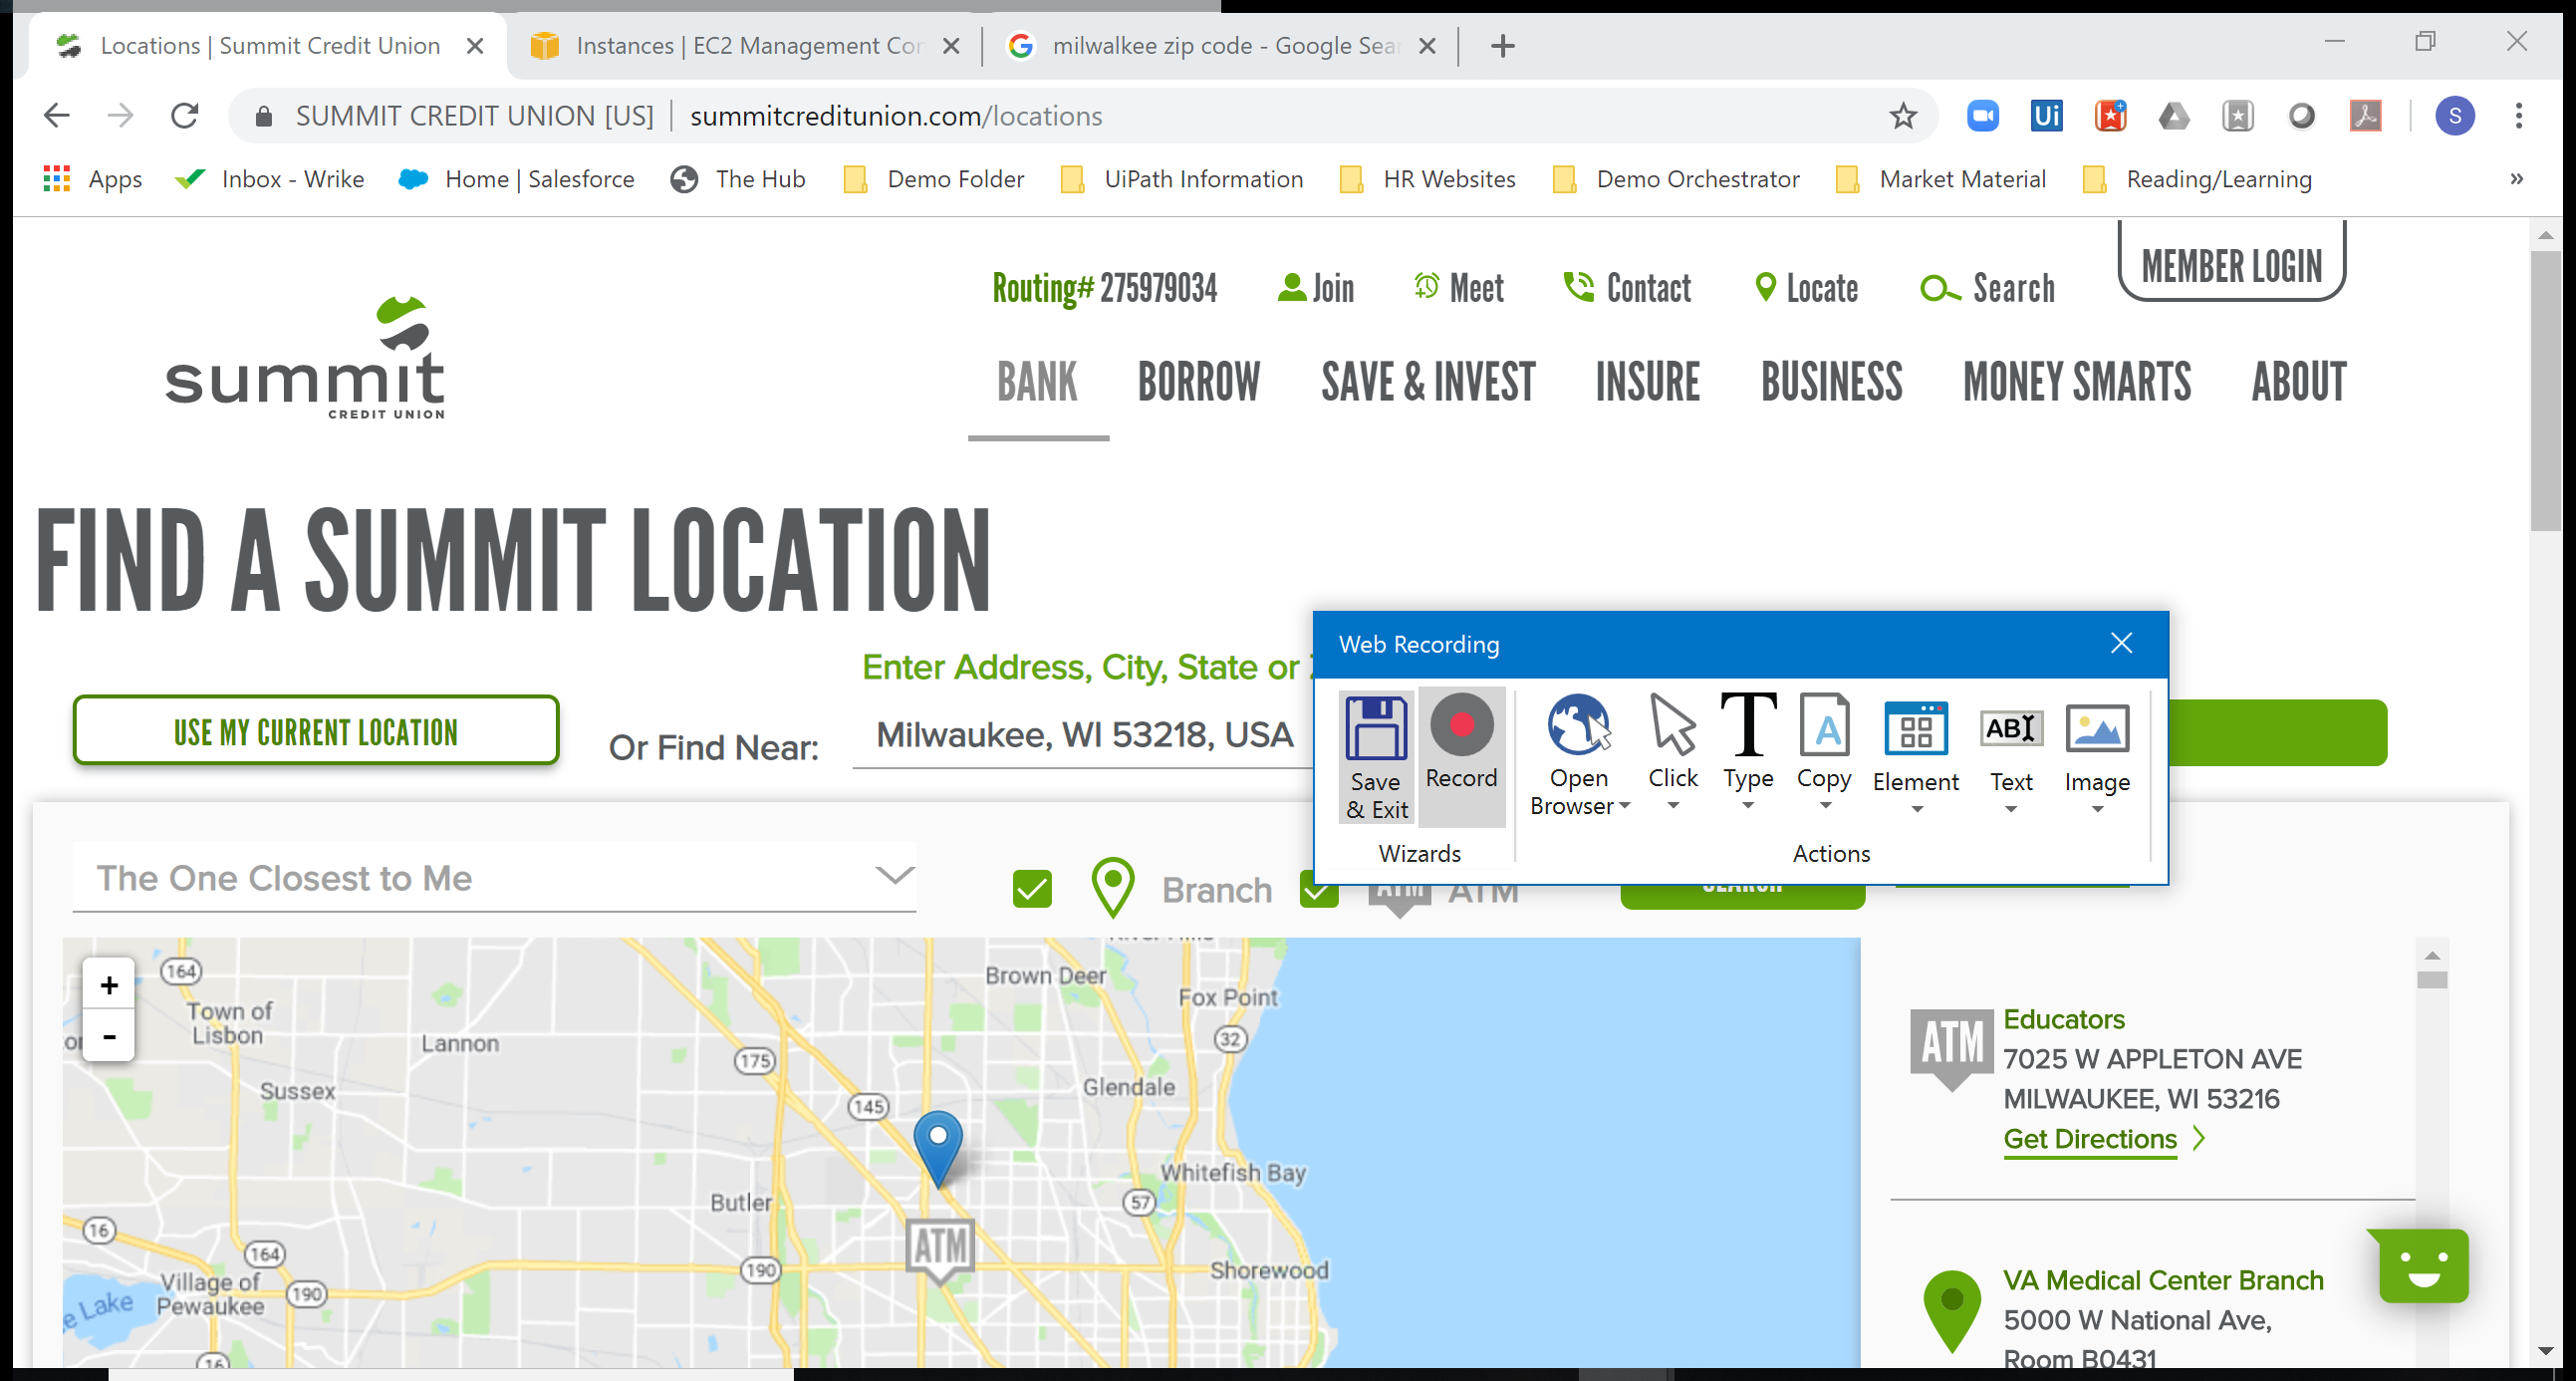 Locations | Summit Credit Union
Instances | EC2 Management Con
milwalkee zip code - Google Sear
SUMMIT CREDIT UNION [US] | summitcreditunion.com/locations
Ui
S
Apps
Inbox - Wrike
Home | Salesforce
The Hub
Demo Folder
UiPath Information
HR Websites
Demo Orchestrator
Market Material
Reading/Learning
»
Routing# 275979034
Join
Meet
Contact
Locate
Search
MEMBER LOGIN
summit
CREDIT UNION
BANK
BORROW
SAVE & INVEST
INSURE
BUSINESS
MONEY SMARTS
ABOUT
FIND A SUMMIT LOCATION
Enter Address, City, State or
USE MY CURRENT LOCATION
Or Find Near:
Milwaukee, WI 53218, USA
Web Recording
Save & Exit
Record
Open Browser
Click
Type
Copy
Element
Text
Image
Wizards
Actions
The One Closest to Me
Branch
ATM
ATM
SEARCH
+
-
164
Town of
Lisbon
Lannon
Sussex
175
145
Brown Deer
River Hills
Fox Point
32
Glendale
Whitefish Bay
57
Butler
ATM
190
Shorewood
16
164
Village of
Pewaukee
190
e Lake
16
ATM
Educators
7025 W APPLETON AVE
MILWAUKEE, WI 53216
Get Directions
VA Medical Center Branch
5000 W National Ave,
Room B0431